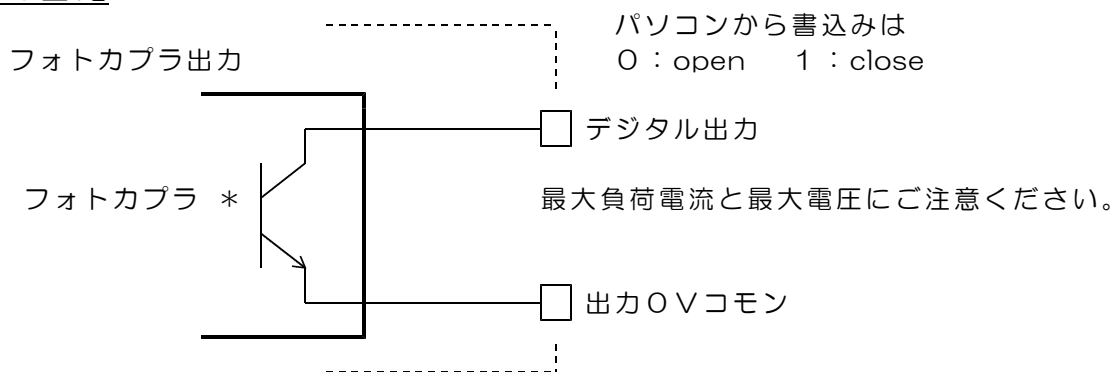 パソコンから書込みは
フォトカプラ出力
0：open　1：close
デジタル出力
フォトカプラ ＊
最大負荷電流と最大電圧にご注意ください。
出力0Vコモン